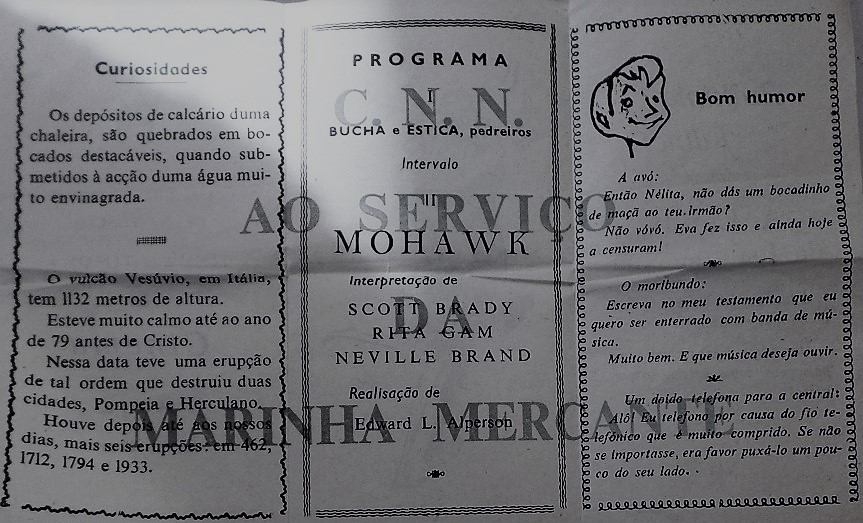 Curiosidades
Os depósitos de calcário duma
chaleira, são quebrados em bo-
cados destacáveis, quando sub-
metidos à acção duma água mui-
to envinagrada.
O vulcão Vesúvio, em Itália,
tem 1132 metros de altura.
Esteve muito calmo até ao ano
de 79 antes de Cristo.
Nessa data teve uma erupção
de tal ordem que destruiu duas
cidades, Pompeia e Herculano.
Houve depois até aos nossos
dias, mais seis erupções: em 462,
1712, 1794 e 1933.
PROGRAMA
I
C. N. N.
BUCHA e ESTICA, pedreiros
Intervalo
II
AO SERVIÇO
MOHAWK
Interpretação de
SCOTT BRADY
DA
RITA GAM
NEVILLE BRAND
Realisação de
Edward L. Alperson
MARINHA MERCANTE
Bom humor
A avó:
Então Nélita, não dás um bocadinho
de maçã ao teu irmão?
Não vóvó. Eva fez isso e ainda hoje
a censuram!
O moribundo:
Escreva no meu testamento que eu
quero ser enterrado com banda de mú-
sica.
Muito bem. E que música deseja ouvir.
Um doido telefona para a central:
Alô! Eu telefono por causa do fio te-
lefónico que é muito comprido. Se não
se importasse, era favor puxá-lo um pou-
co do seu lado.